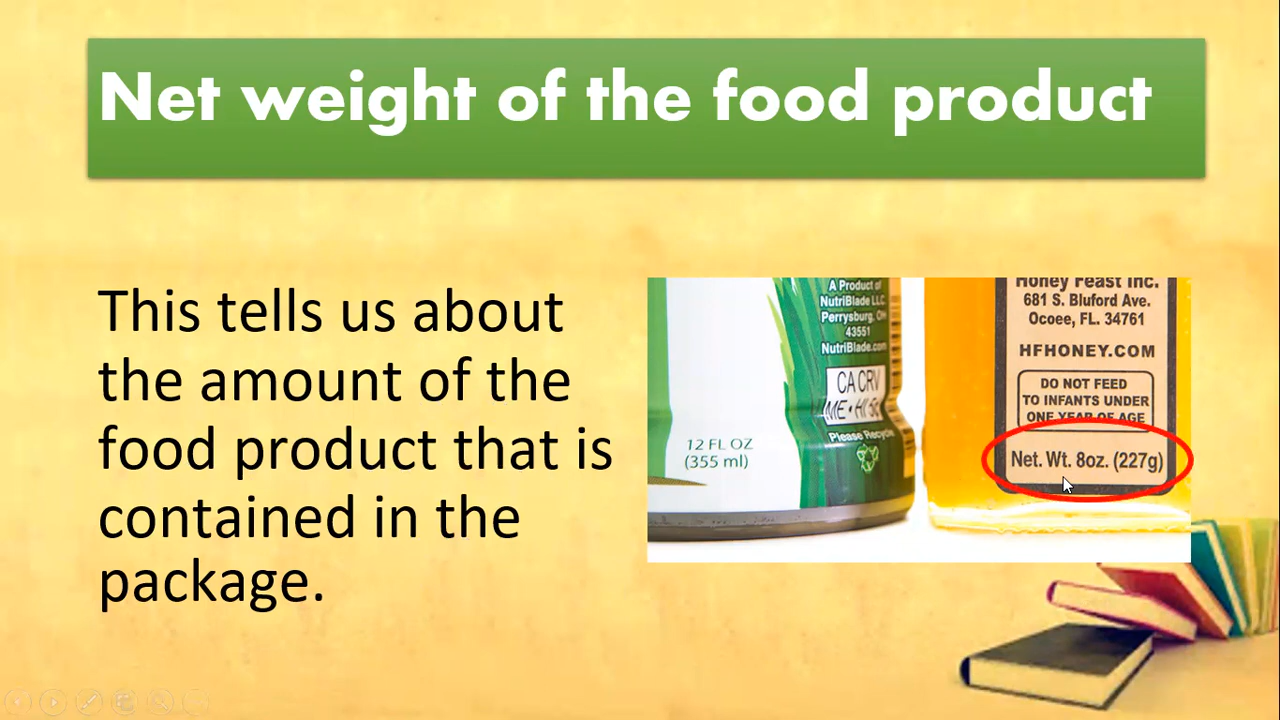 Net weight of the food product
This tells us about
the amount of the
food product that is
contained in the
package.
A Product of
NutriBlade LLC.
Perrysburg, OH
43551
NutriBlade.com
CA CRV
ME • HI 5¢
Please Recycle
12 FL OZ
(355 ml)
Honey Feast Inc.
681 S. Bluford Ave.
Ocoee, FL. 34761
HFHONEY.COM
DO NOT FEED
TO INFANTS UNDER
ONE YEAR OF AGE
Net. Wt. 8oz. (227g)